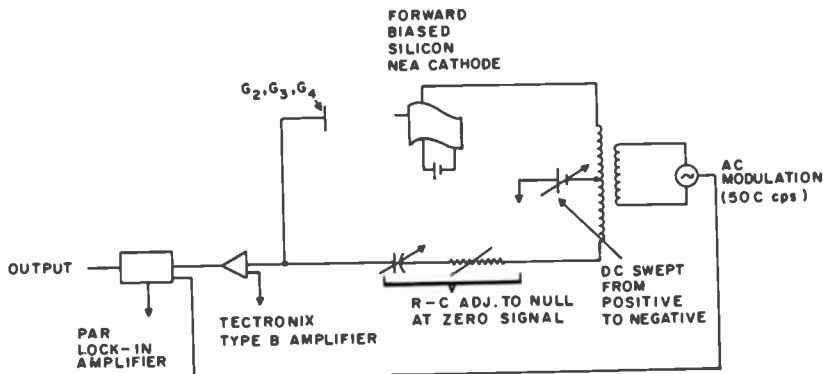 FORWARD
BIASED
SILICON
NEA CATHODE
G2,G3,G4
AC
MODULATION
(50C cps)
OUTPUT
R-C ADJ. TO NULL
AT ZERO SIGNAL
DC SWEPT
FROM
POSITIVE
TO NEGATIVE
PAR
LOCK-IN
AMPLIFIER
TECTRONIX
TYPE B AMPLIFIER